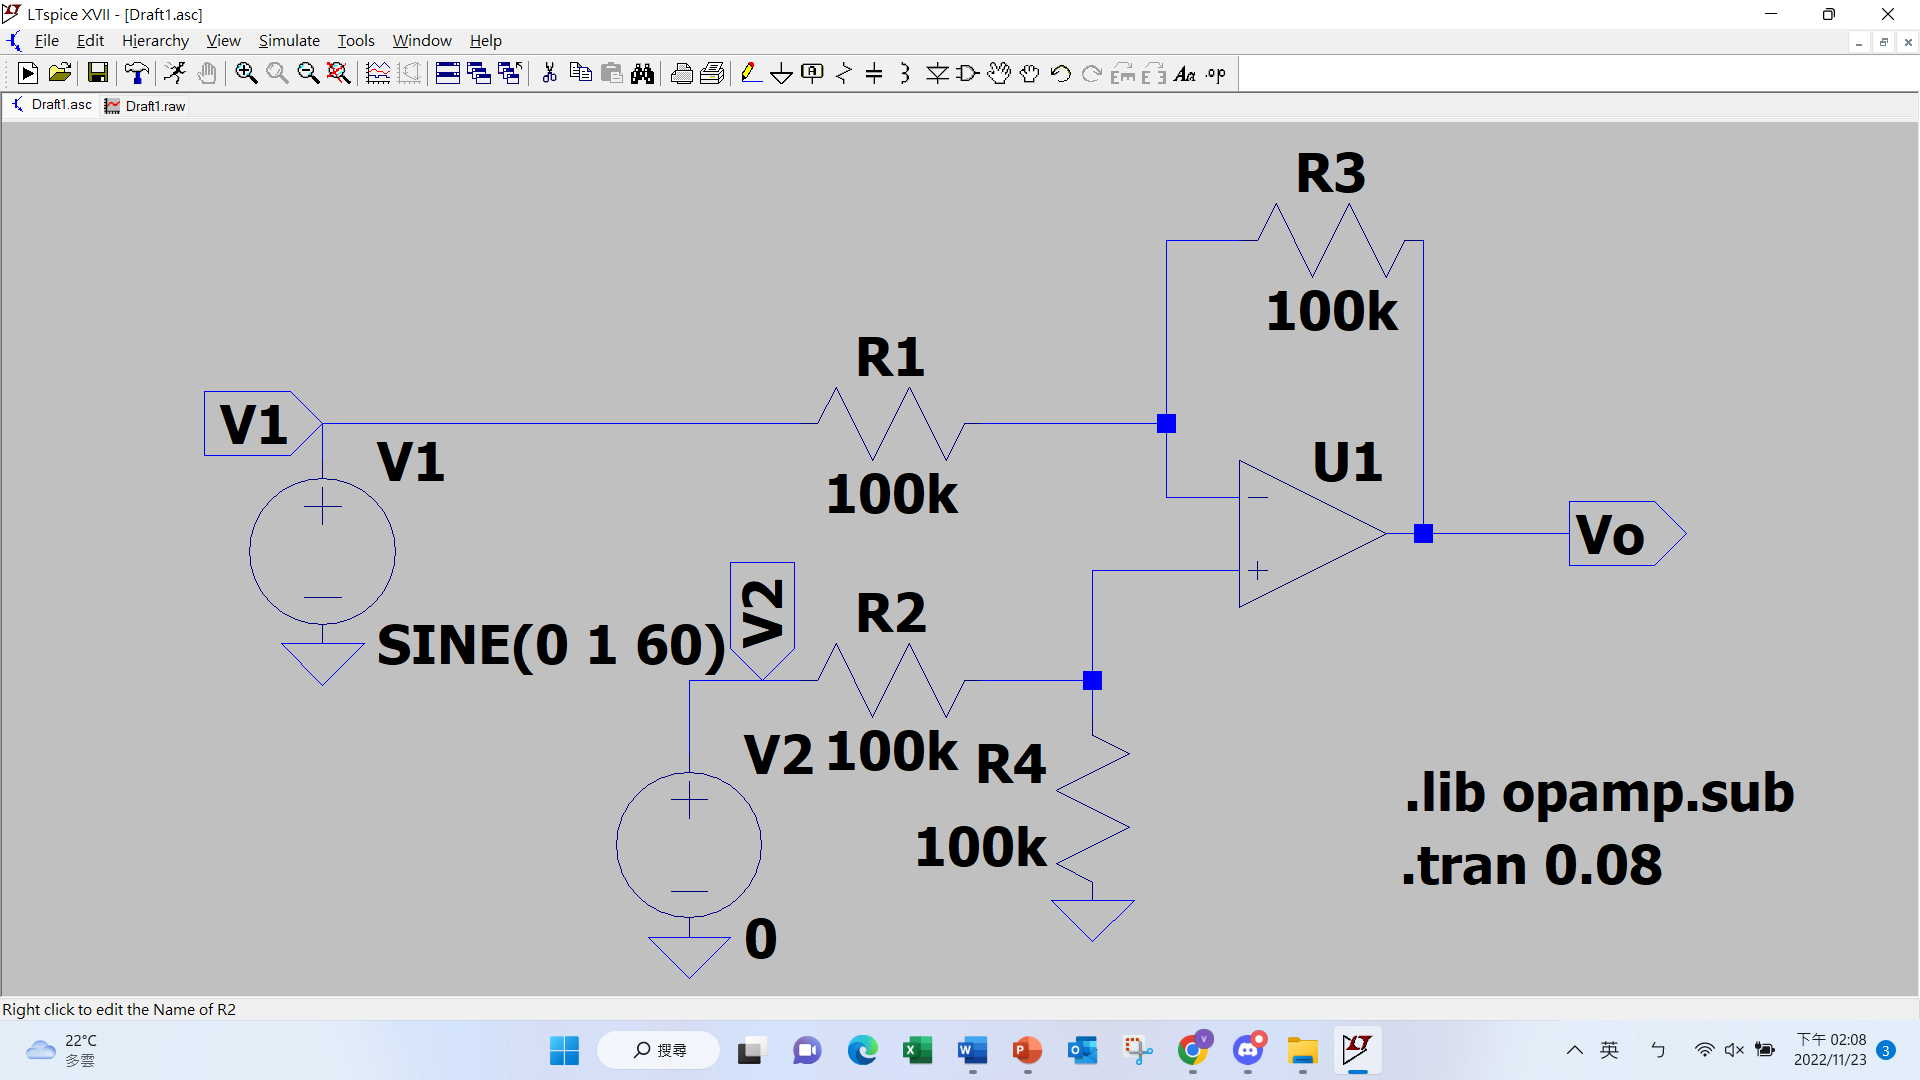 LTspice XVII - [Draft1.asc]
File Edit Hierarchy View Simulate Tools Window Help
.op
Draft1.asc Draft1.raw
R3
100k
R1
100k
V1
V1
U1
Vo
SINE(0 1 60)
V2
R2
100k
V2
R4
100k
0
.lib opamp.sub
.tran 0.08
Right click to edit the Name of R2
22°C
多雲
搜尋
英 ㄅ
下午 02:08
2022/11/23
3